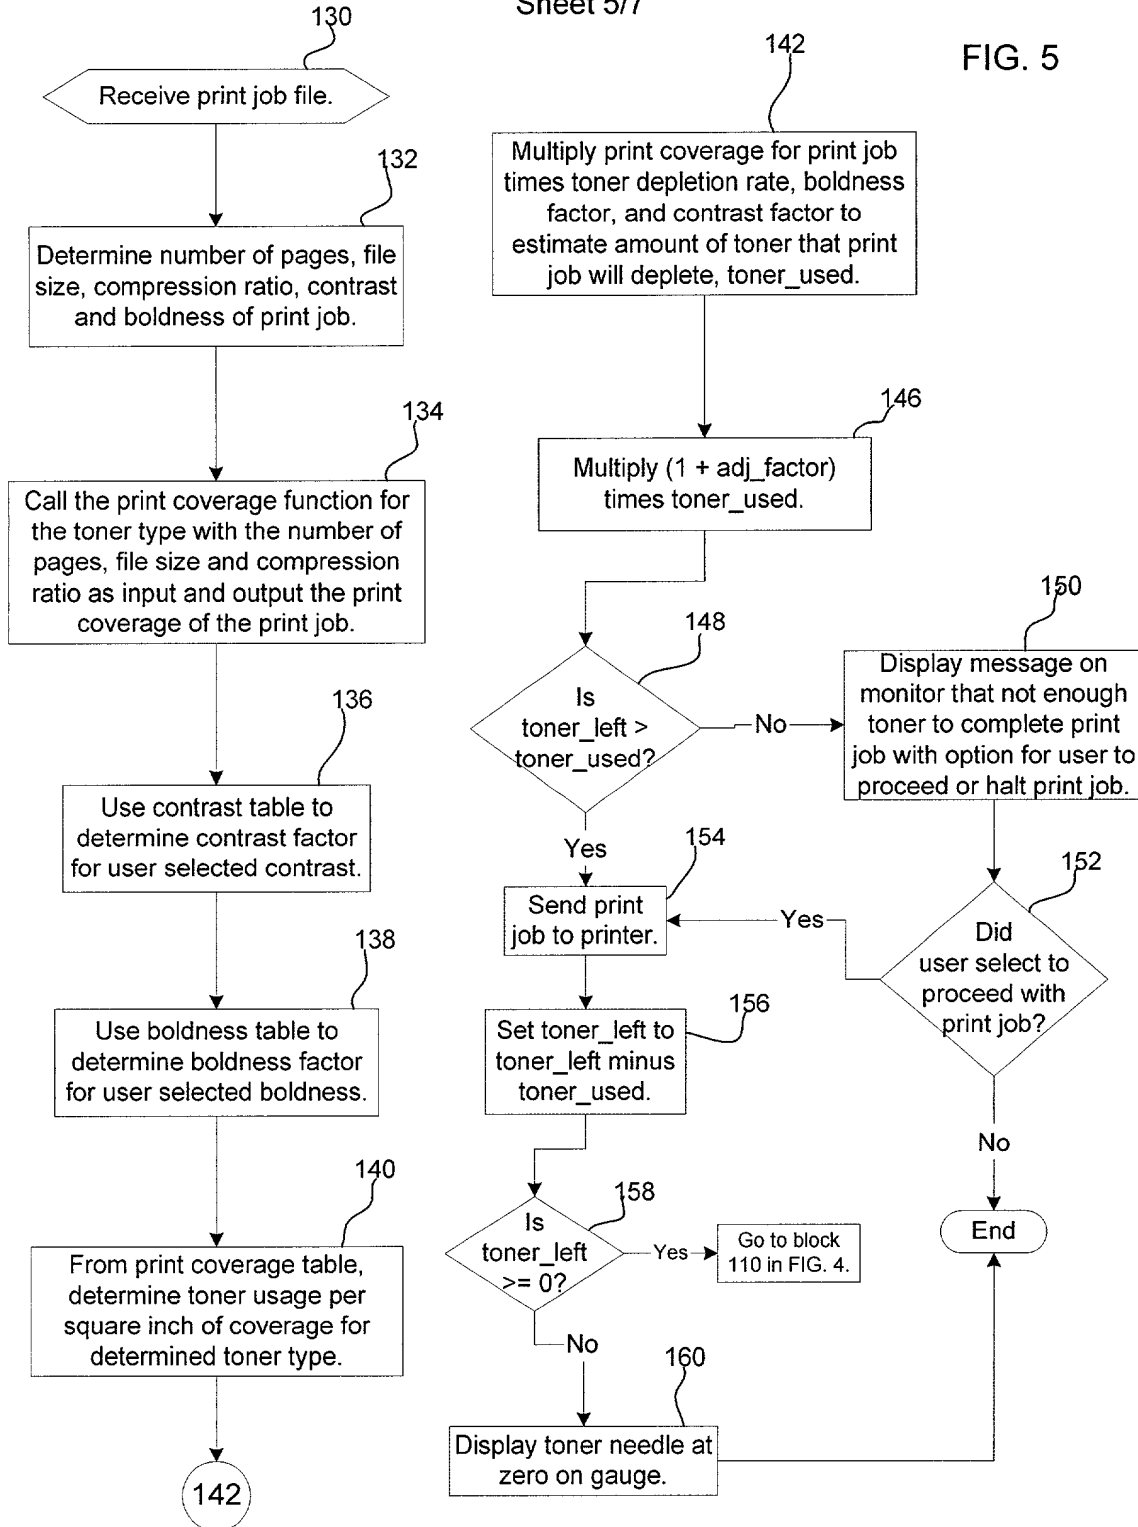 Sheet 5/7
FIG. 5
130
Receive print job file.
132
Determine number of pages, file
size, compression ratio, contrast
and boldness of print job.
134
Call the print coverage function for
the toner type with the number of
pages, file size and compression
ratio as input and output the print
coverage of the print job.
136
Use contrast table to
determine contrast factor
for user selected contrast.
138
Use boldness table to
determine boldness factor
for user selected boldness.
140
From print coverage table,
determine toner usage per
square inch of coverage for
determined toner type.
142
142
Multiply print coverage for print job
times toner depletion rate, boldness
factor, and contrast factor to
estimate amount of toner that print
job will deplete, toner_used.
146
Multiply (1 + adj_factor)
times toner_used.
148
Is
toner_left >
toner_used?
No
150
Display message on
monitor that not enough
toner to complete print
job with option for user to
proceed or halt print job.
Yes
154
Send print
job to printer.
Yes
152
Did
user select to
proceed with
print job?
No
End
156
Set toner_left to
toner_left minus
toner_used.
158
Is
toner_left
>= 0?
Yes
Go to block
110 in FIG. 4.
No
160
Display toner needle at
zero on gauge.